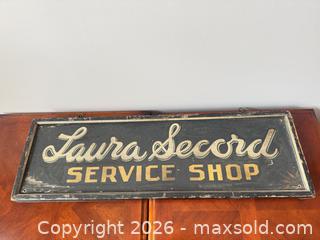 Laura Secord
SERVICE SHOP
Copyright © 2026 - maxsold.com